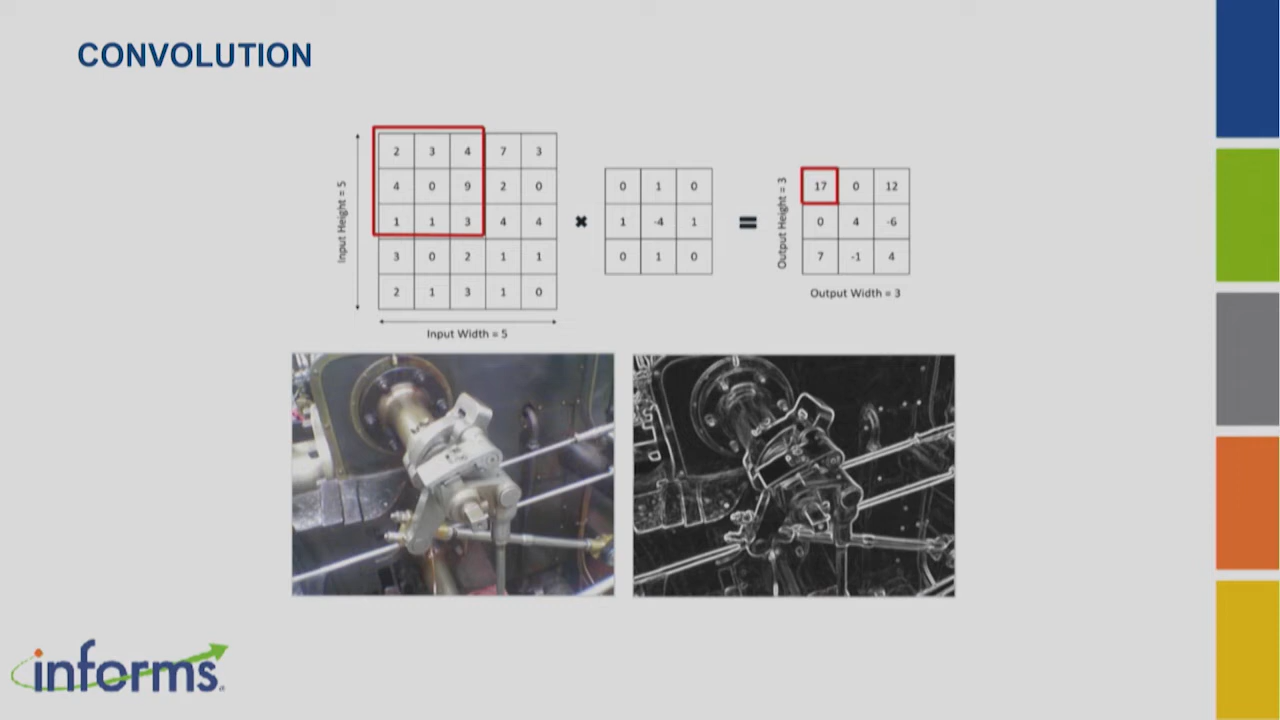 CONVOLUTION
Input Height = 5
2 3 4 7 3
4 0 9 2 0
1 1 3 4 4
3 0 2 1 1
2 1 3 1 0
Input Width = 5
✖
0 1 0
1 -4 1
0 1 0
=
Output Height = 3
17 0 12
0 4 -6
7 -1 4
Output Width = 3
informs